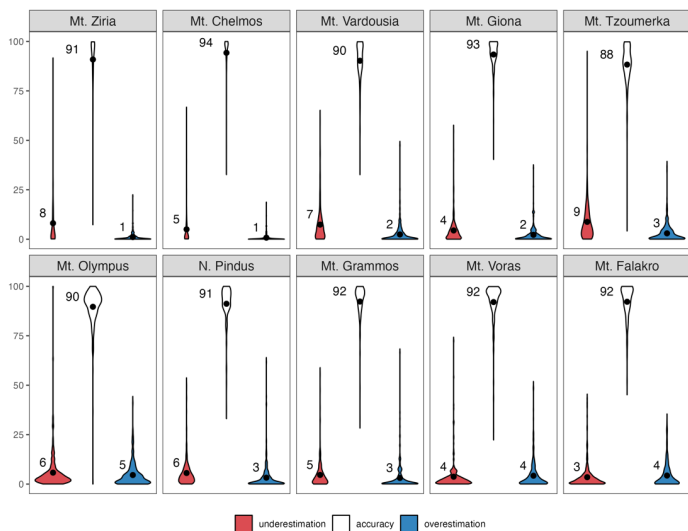 Mt. Ziria Mt. Chelmos Mt. Vardousia Mt. Giona Mt. Tzoumerka
100 91 94 90 93 88
75
50
25
8 1 5 1 7 2 4 2 9 3
0
Mt. Olympus N. Pindus Mt. Grammos Mt. Voras Mt. Falakro
100 90 91 92 92 92
75
50
25
6 5 6 3 5 3 4 4 3 4
0
underestimation accuracy overestimation